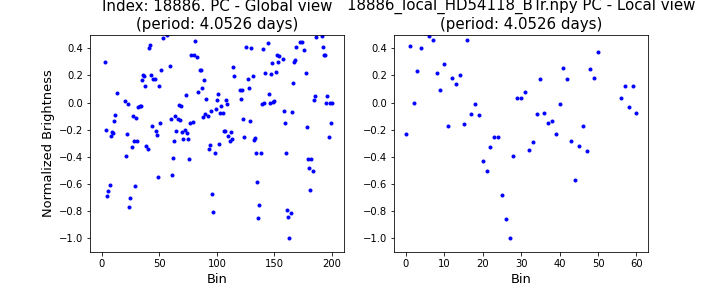 Index: 18886. PC - Global view
(period: 4.0526 days)
18886_local_HD54118_BTr.npy PC - Local view
(period: 4.0526 days)
Normalized Brightness
0.4
0.2
0.0
−0.2
−0.4
−0.6
−0.8
−1.0
0 50 100 150 200
Bin
0.4
0.2
0.0
−0.2
−0.4
−0.6
−0.8
−1.0
0 10 20 30 40 50 60
Bin